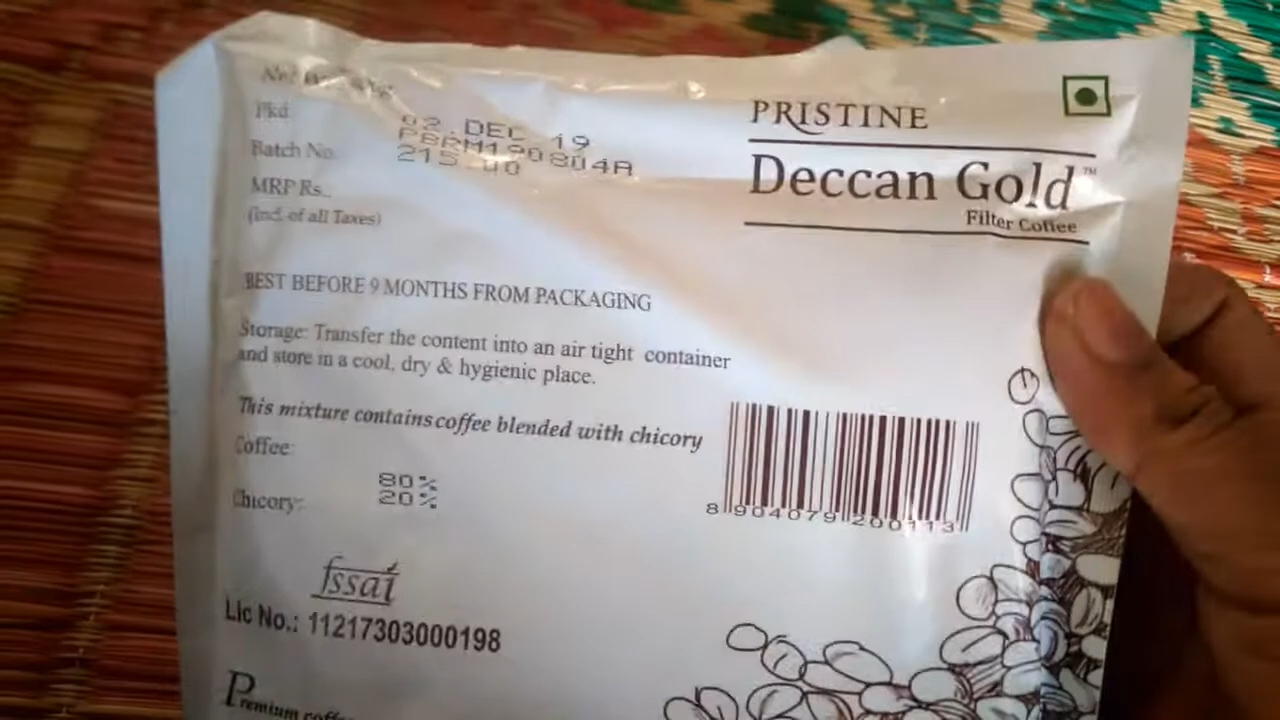 Pkd.
02 DEC 19
Batch No.
PBRM190804A
MRP Rs..
215.00
(incl. of all Taxes)
PRISTINE
Deccan Gold™
Filter Coffee
BEST BEFORE 9 MONTHS FROM PACKAGING
Storage: Transfer the content into an air tight container
and store in a cool, dry & hygienic place.
This mixture contains coffee blended with chicory
Coffee:
80%
Chicory:
20%
8 904079 200113
fssai
Lic No.: 11217303000198
Premium